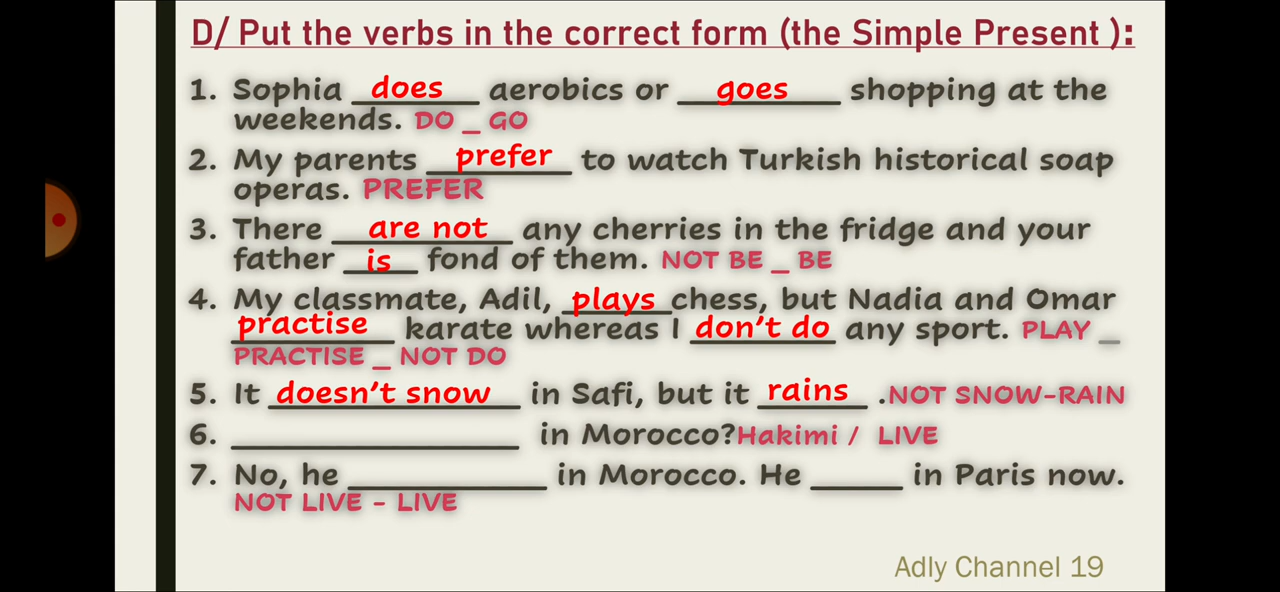 D/ Put the verbs in the correct form (the Simple Present ):
1. Sophia does aerobics or goes shopping at the
weekends. DO _ GO
2. My parents prefer to watch Turkish historical soap
operas. PREFER
3. There are not any cherries in the fridge and your
father is fond of them. NOT BE _ BE
4. My classmate, Adil, plays chess, but Nadia and Omar
practise karate whereas I don't do any sport. PLAY _
PRACTISE _ NOT DO
5. It doesn't snow in Safi, but it rains .NOT SNOW-RAIN
6. ____________________ in Morocco?Hakimi / LIVE
7. No, he ______________ in Morocco. He ______ in Paris now.
NOT LIVE - LIVE
Adly Channel 19